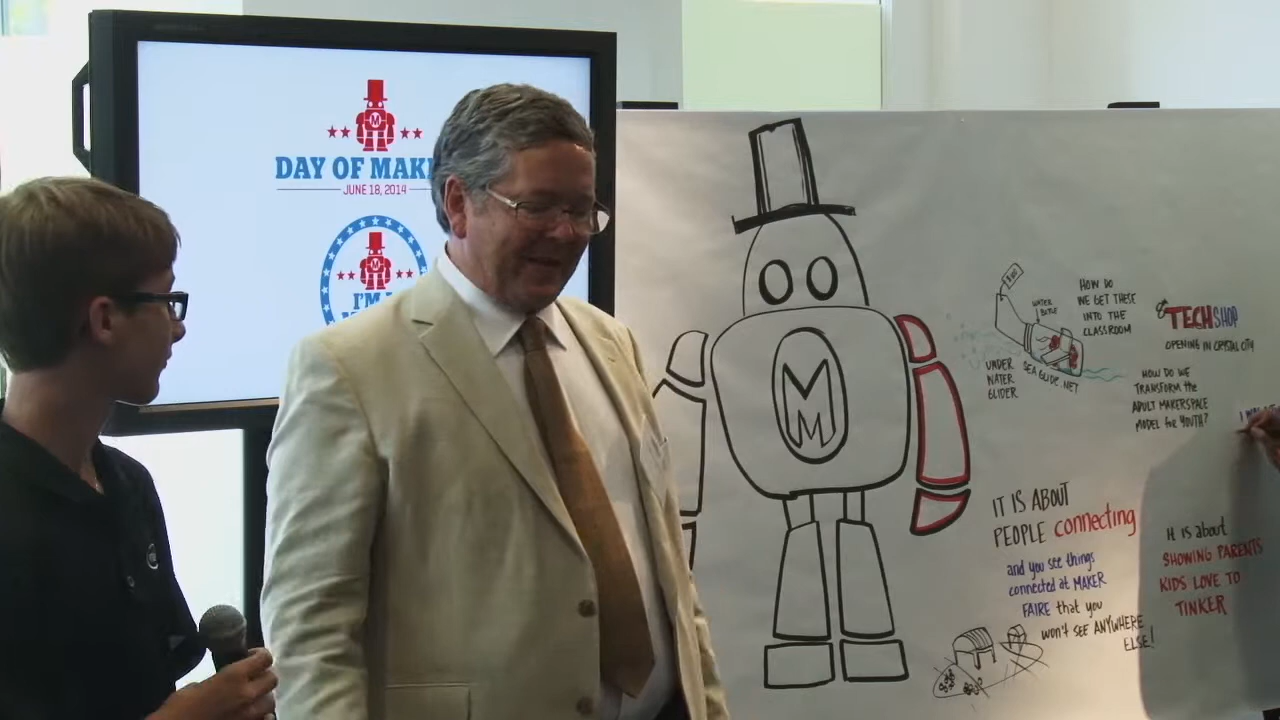 M
DAY OF MAK
JUNE 18, 2014
M
I'M
M
HOW DO
WE GET THESE
INTO THE
CLASSROOM
WATER
BOTTLE
UNDER
WATER
GLIDER
SEAGLIDE.NET
TECHSHOP
OPENING IN CRYSTAL CITY
HOW DO WE
TRANSFORM the
ADULT MAKERSPACE
MODEL for YOUTH?
IT IS ABOUT
PEOPLE connecting
and you see things
connected at MAKER
FAIRE that you
won't SEE ANYWHERE
ELSE!
It is about
SHOWING PARENTS
KIDS LOVE TO
TINKER